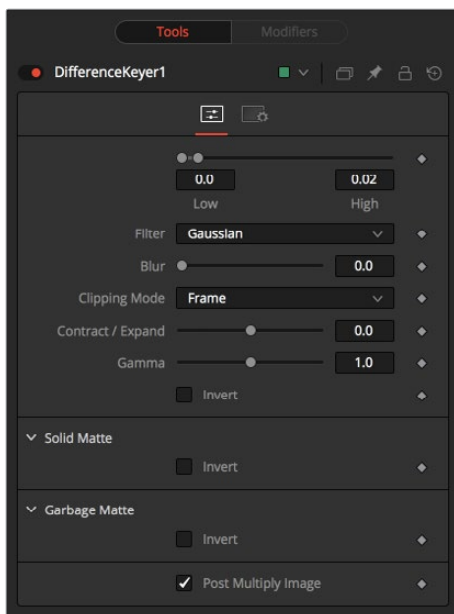 Tools Modifiers
DifferenceKeyer1
0.0 0.02
Low High
Filter Gaussian
Blur 0.0
Clipping Mode Frame
Contract / Expand 0.0
Gamma 1.0
Invert
Solid Matte
Invert
Garbage Matte
Invert
Post Multiply Image